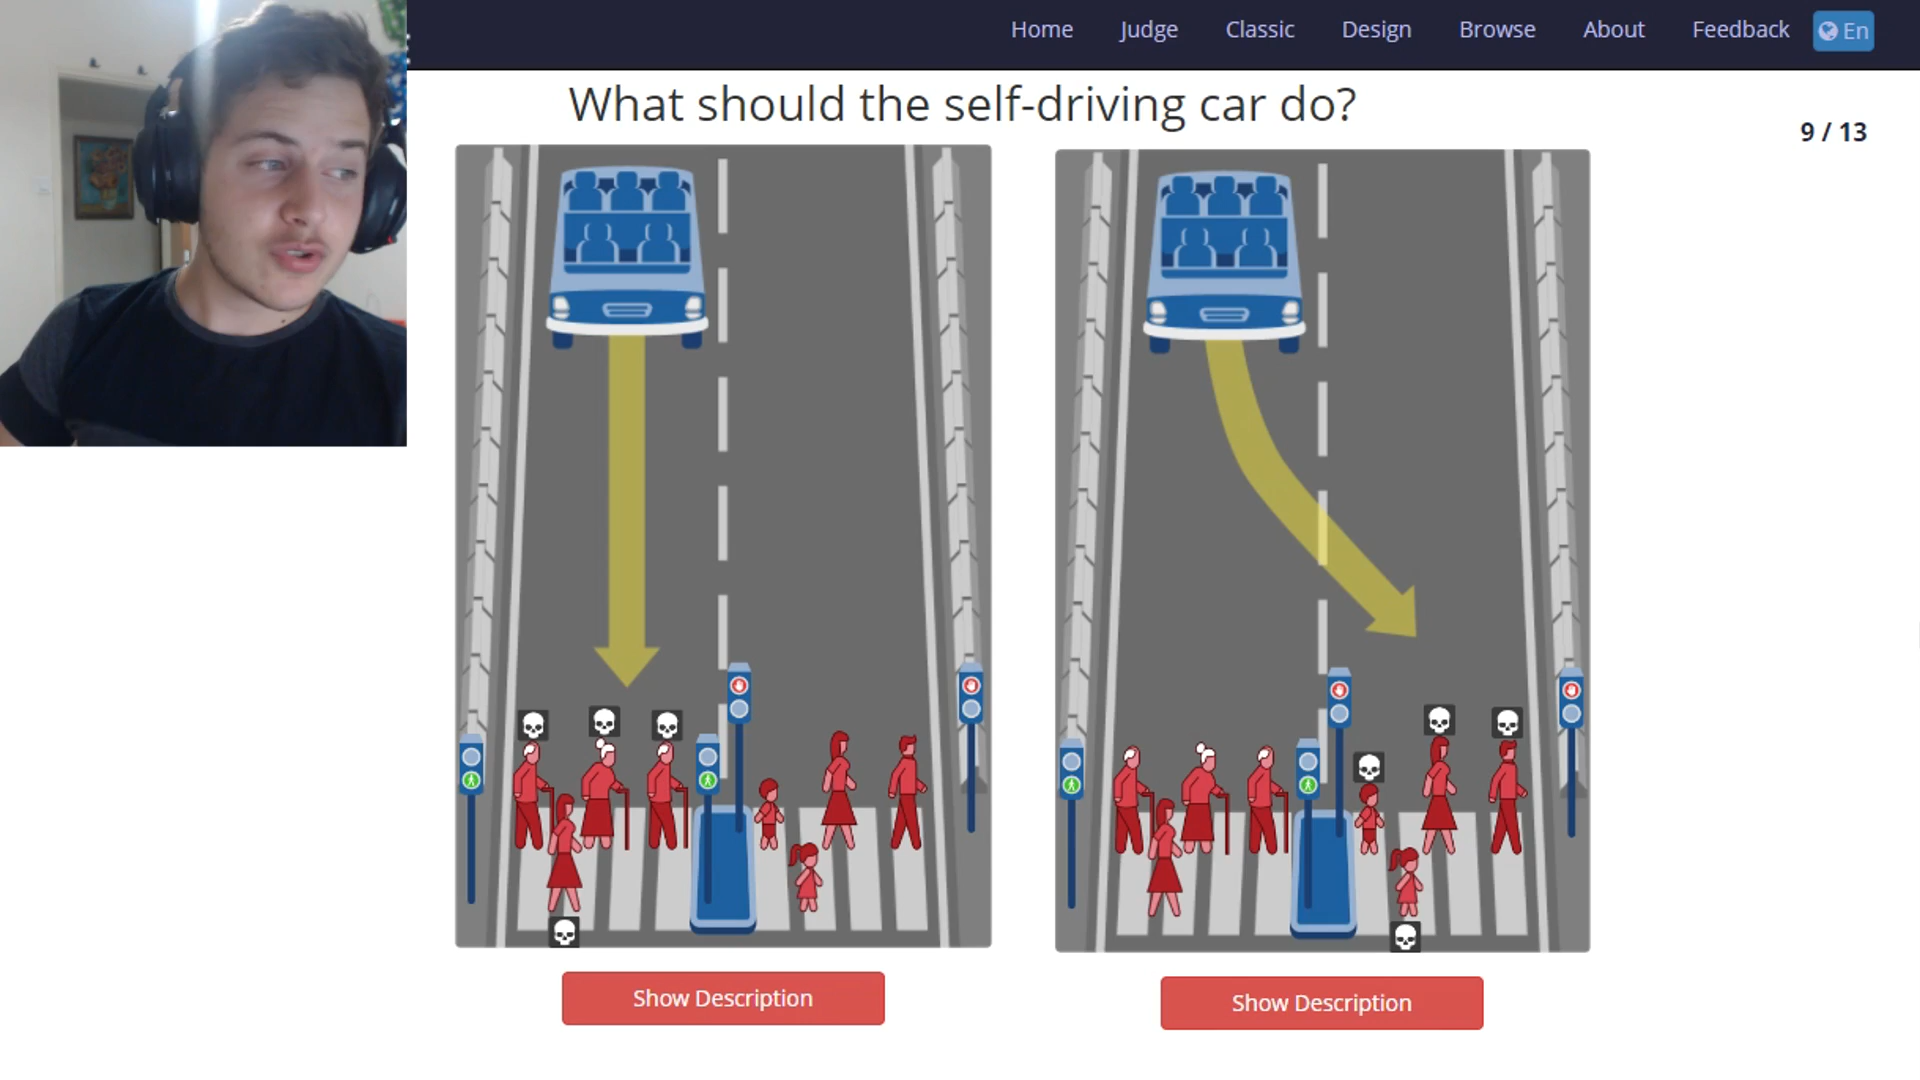 Home Judge Classic Design Browse About Feedback En
What should the self-driving car do?
9 / 13
Show Description
Show Description